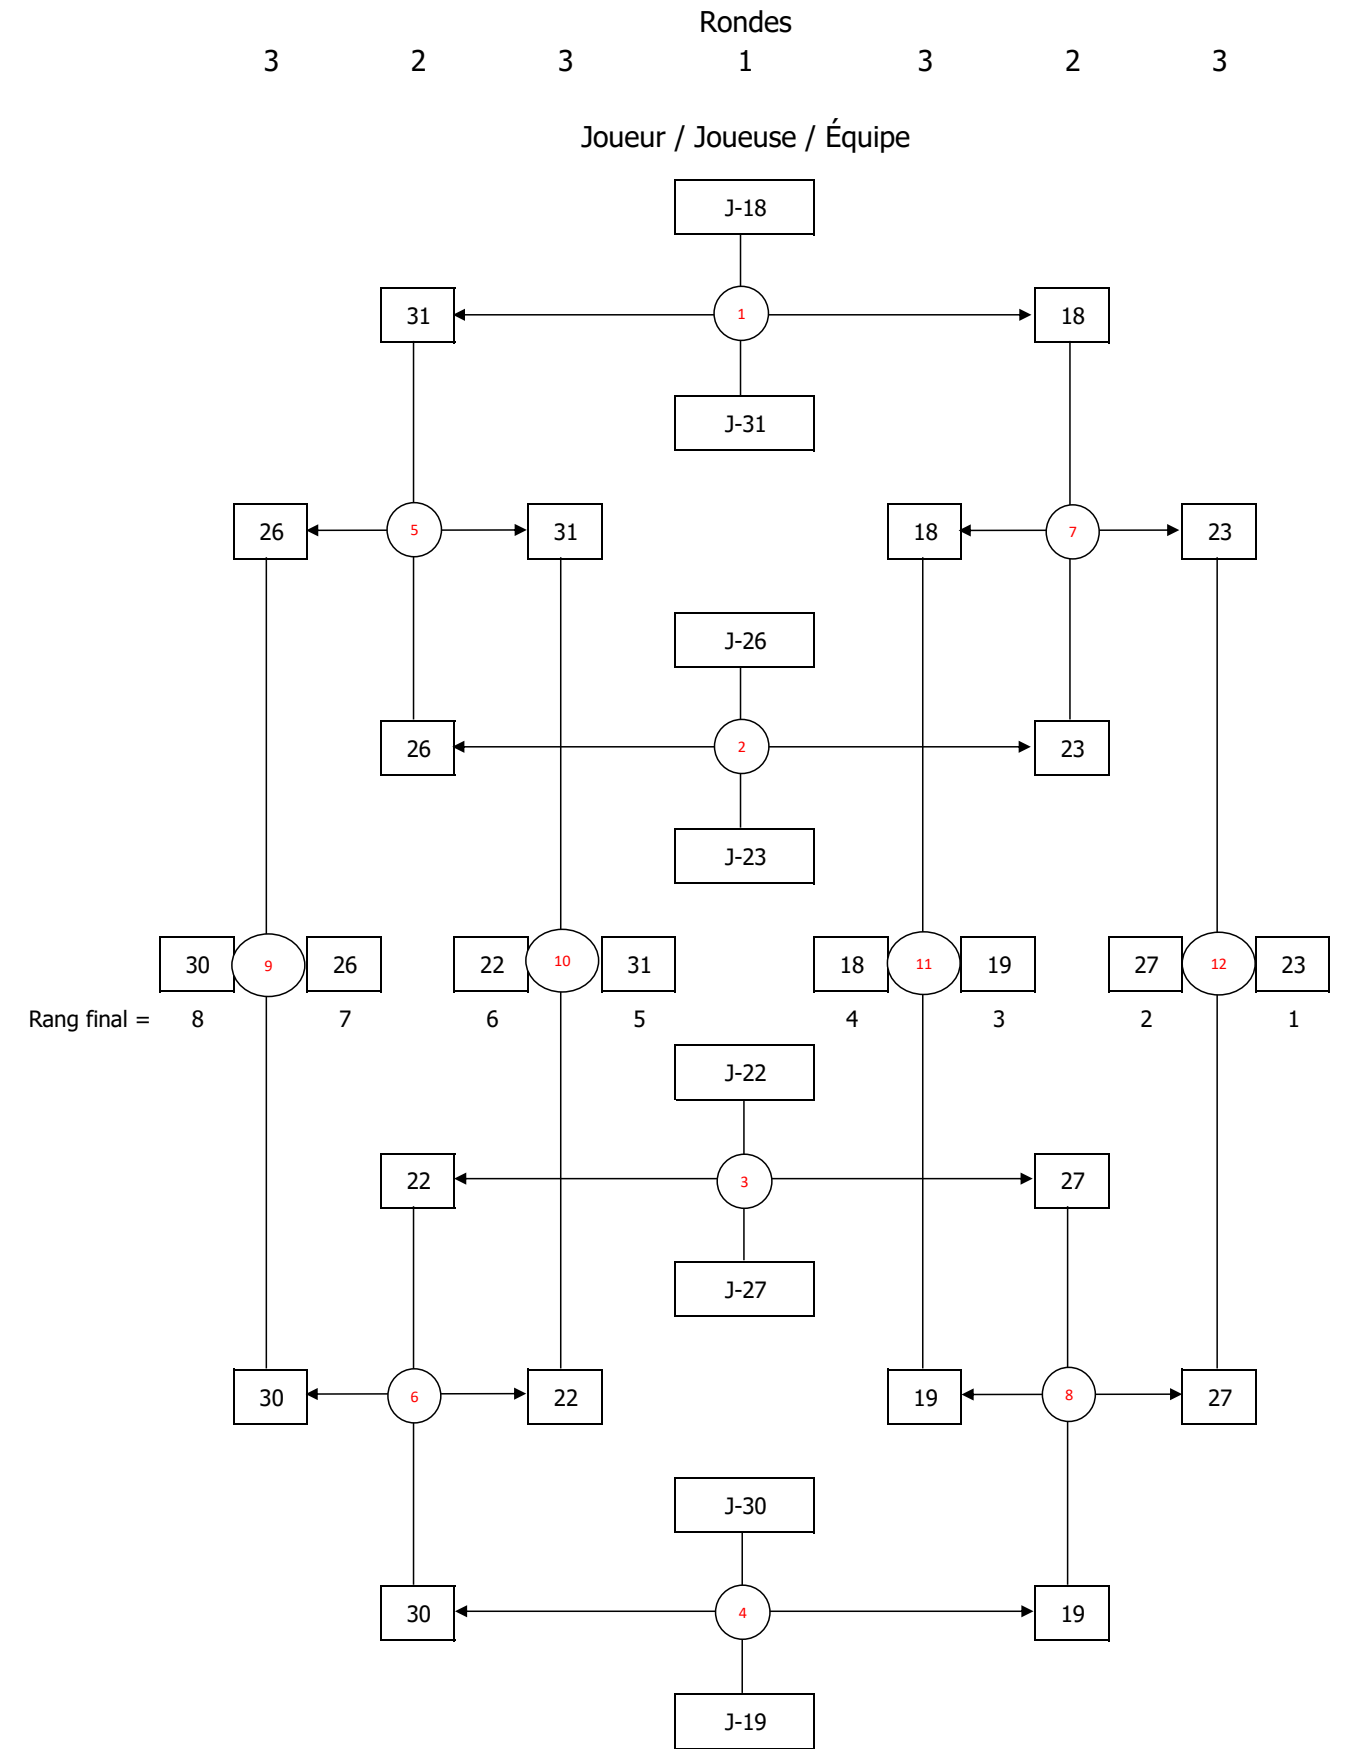 Rondes
3 2 3 1 3 2 3
Joueur / Joueuse / Équipe
J-18
31 1 18
J-31
26 5 31 18 7 23
J-26
26 2 23
J-23
30 9 26 22 10 31 18 11 19 27 12 23
Rang final = 8 7 6 5 4 3 2 1
J-22
22 3 27
J-27
30 6 22 19 8 27
J-30
30 4 19
J-19